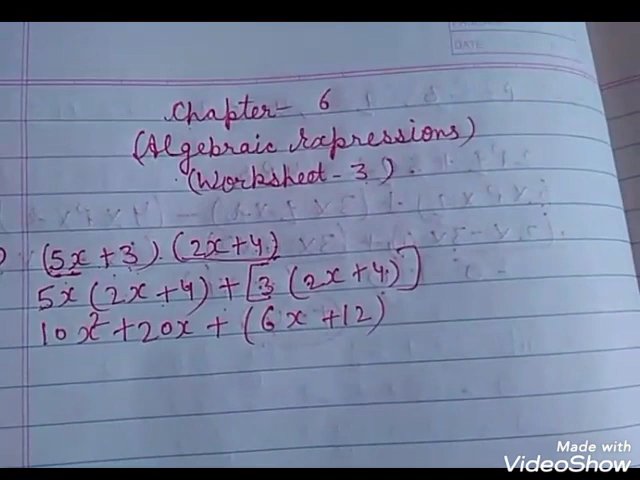 DATE
Chapter- 6
(Algebraic Expressions)
(Worksheet - 3).
(5x + 3). (2x+4)
5x (2x + 4) + [3 (2x + 4)]
10x² + 20x + (6x + 12)
Made with
VideoShow